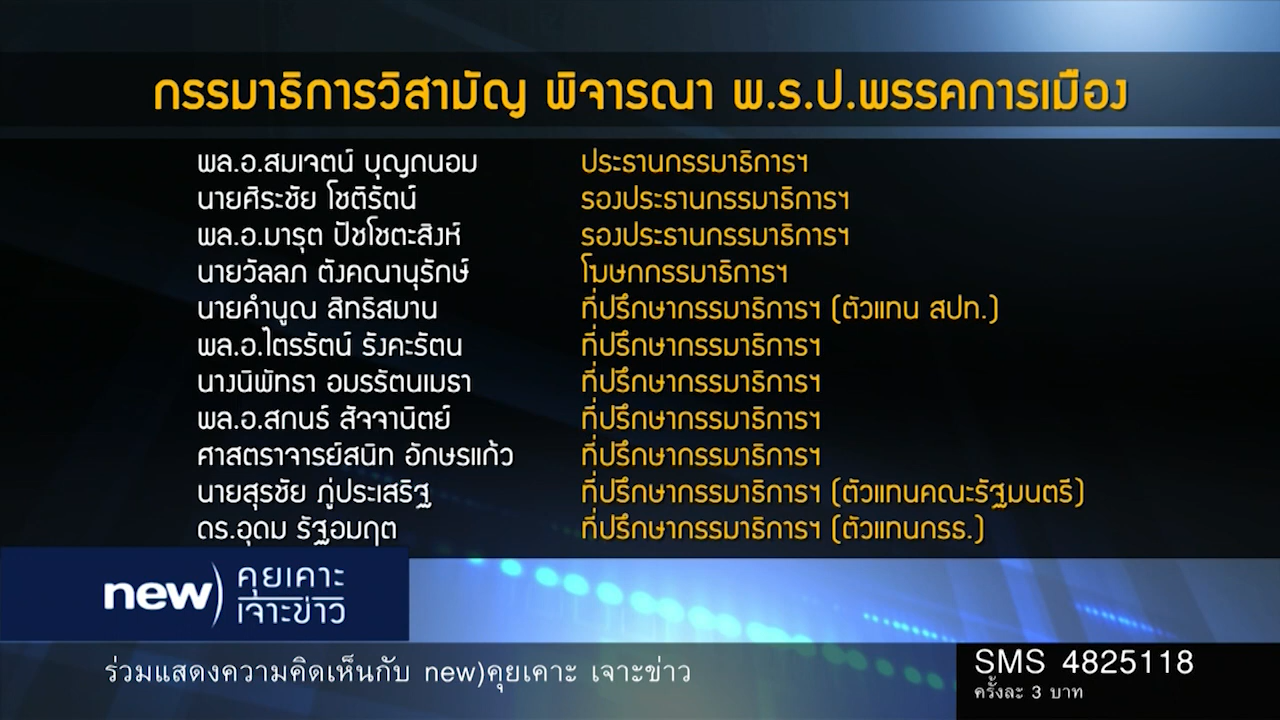 กรรมาธิการวิสามัญ พิจารณา พ.ร.ป.พรรคการเมือง
พล.อ.สมเจตน์ บุญถนอม ประธานกรรมาธิการฯ
นายศิระชัย โชติรัตน์ รองประธานกรรมาธิการฯ
พล.อ.มารุต ปัชโชตะสิงห์ รองประธานกรรมาธิการฯ
นายวัลลภ ตังคณานุรักษ์ โฆษกกรรมาธิการฯ
นายคำนูณ สิทธิสมาน ที่ปรึกษากรรมาธิการฯ (ตัวแทน สปท.)
พล.อ.ไตรรัตน์ รังคะรัตน ที่ปรึกษากรรมาธิการฯ
นางนิพัทธา อมรรัตนเมธา ที่ปรึกษากรรมาธิการฯ
พล.อ.สกนธ์ สัจจานิตย์ ที่ปรึกษากรรมาธิการฯ
ศาสตราจารย์สนิท อักษรแก้ว ที่ปรึกษากรรมาธิการฯ
นายสุรชัย ภู่ประเสริฐ ที่ปรึกษากรรมาธิการฯ (ตัวแทนคณะรัฐมนตรี)
ดร.อุดม รัฐอมฤต ที่ปรึกษากรรมาธิการฯ (ตัวแทนกรธ.)
new) คุยเคาะ
เจาะข่าว
ร่วมแสดงความคิดเห็นกับ new)คุยเคาะ เจาะข่าว
SMS 4825118
ครั้งละ 3 บาท